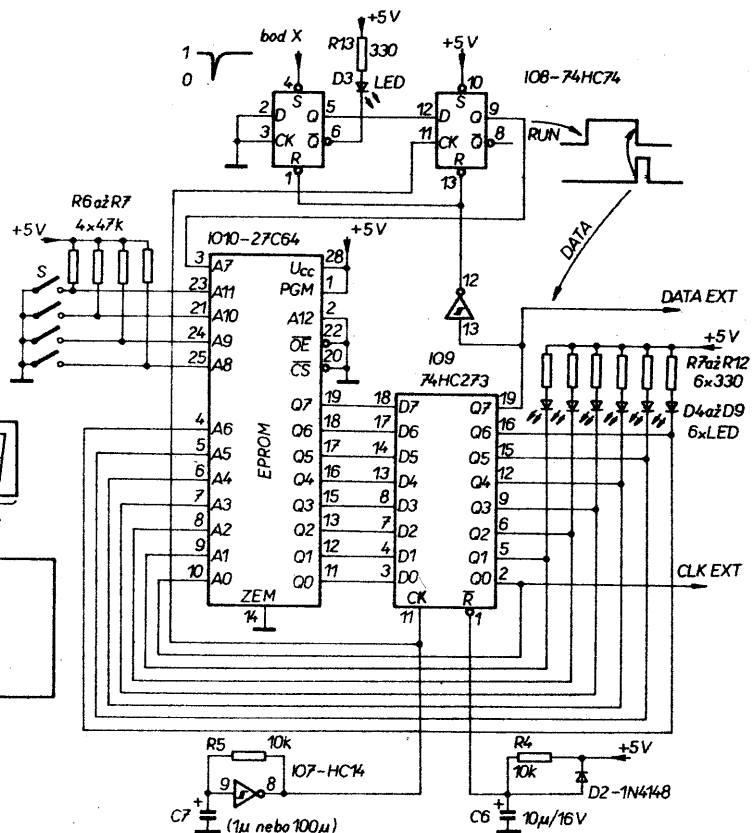 +5V
R13
330
bod X
1
0
D3
LED
+5V
IO8-74HC74
4
S
2
D
Q
5
3
CK
Q̅
6
R
1
10
S
12
D
Q
9
11
CK
Q̅
8
R
13
RUN
DATA
R6 až R7
4×47k
+5V
S
IO10-27C64
+5V
3
A7
23
A11
21
A10
24
A9
25
A8
4
A6
5
A5
6
A4
7
A3
8
A2
9
A1
10
A0
Ucc
28
PGM
1
A12
2
O̅E̅
22
C̅S̅
20
Q7
19
Q6
18
Q5
17
Q4
16
Q3
15
Q2
13
Q1
12
Q0
11
EPROM
ZEM
14
12
13
DATA EXT
+5V
R7 až R12
6×330
D4 až D9
6×LED
IO9
74HC273
18
D7
17
D6
14
D5
13
D4
8
D3
7
D2
4
D1
3
D0
Q7
19
Q6
16
Q5
15
Q4
12
Q3
9
Q2
6
Q1
5
Q0
2
CK
11
R̅
1
CLK EXT
R5
10k
IO7-HC14
9
8
C7
+
(1μ nebo 100μ)
R4
10k
+5V
D2-1N4148
C6
+
10μ/16V